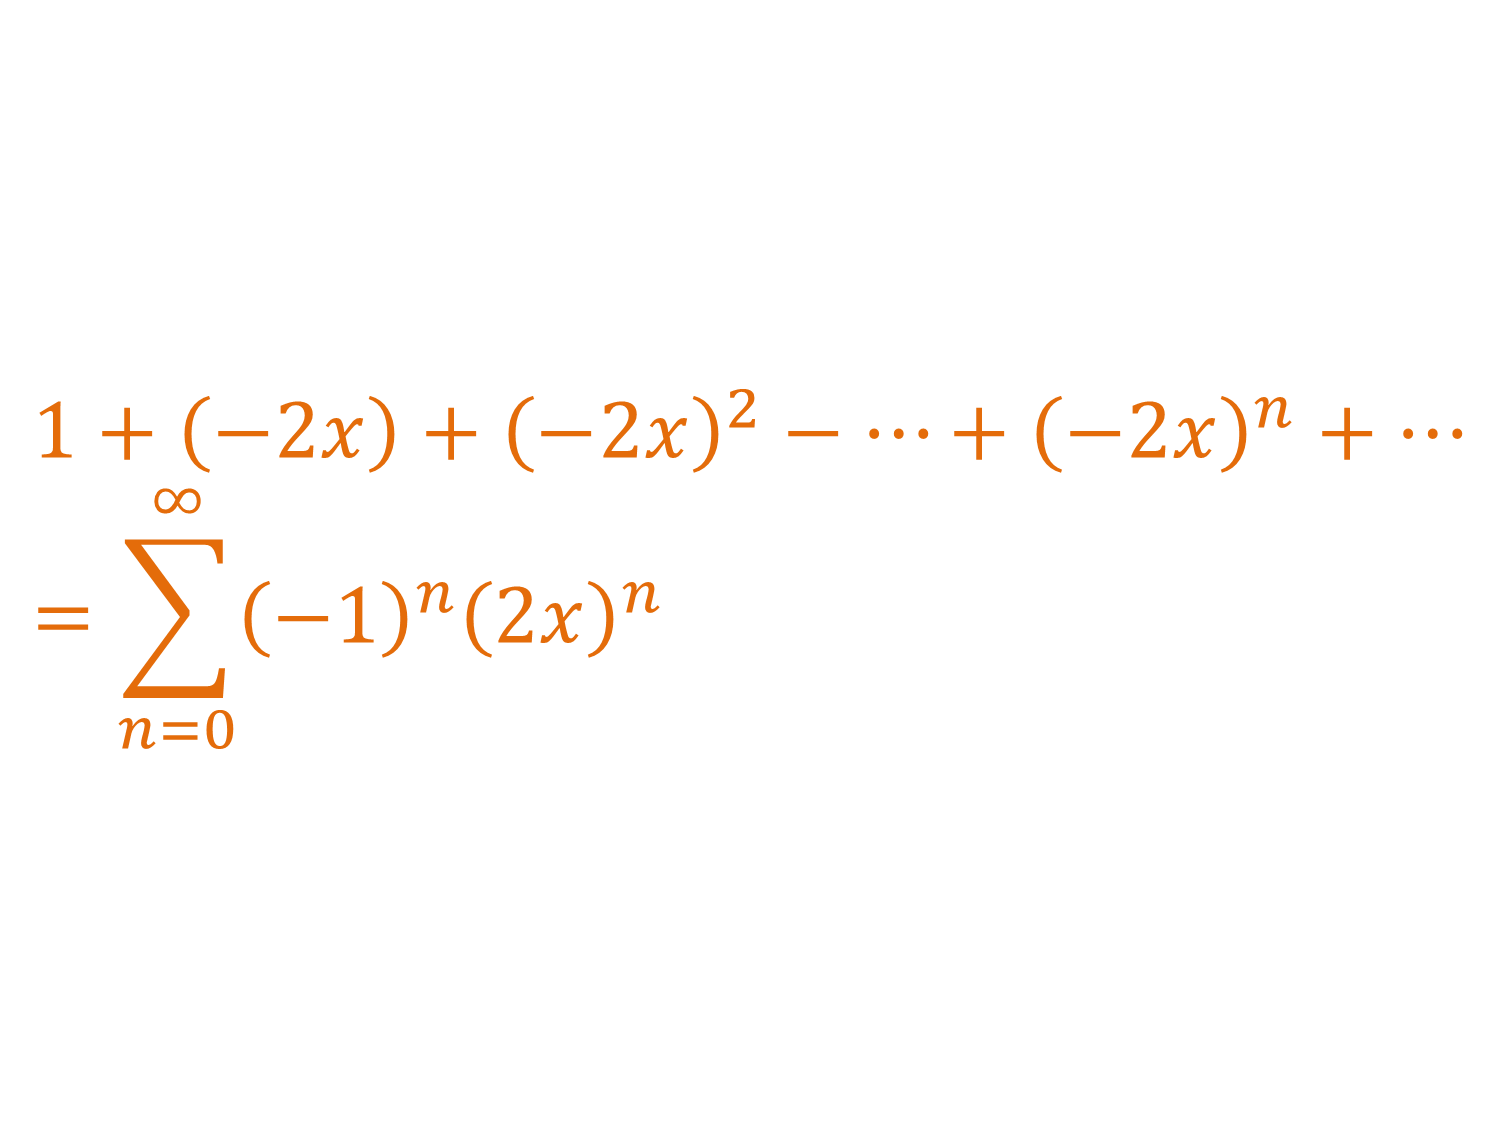 1 + (−2x) + (−2x)² − ⋯ + (−2x)ⁿ + ⋯
= ∑_{n=0}^{∞} (−1)ⁿ(2x)ⁿ